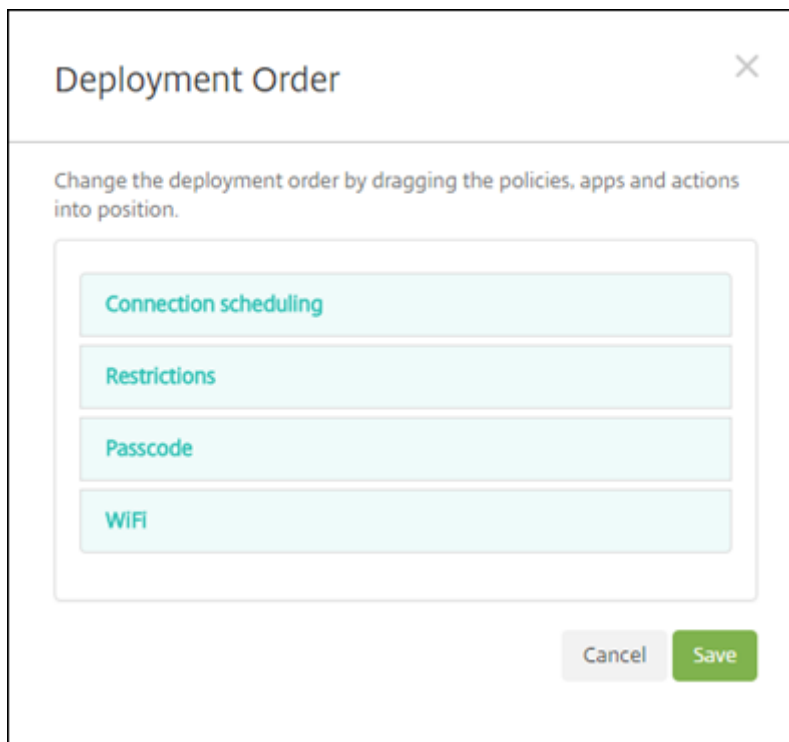 Deployment Order
Change the deployment order by dragging the policies, apps and actions
into position.
Connection scheduling
Restrictions
Passcode
WiFi
Cancel Save